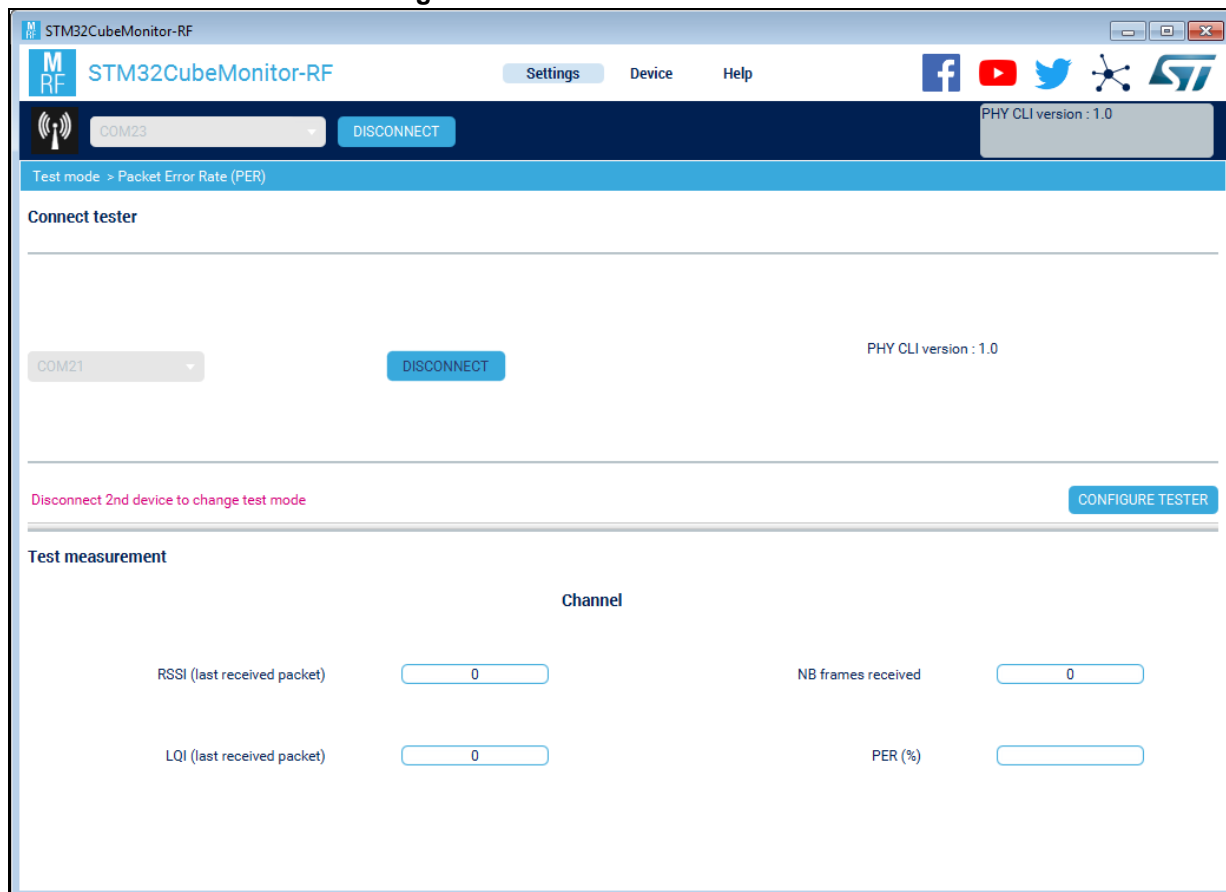 STM32CubeMonitor-RF
M
RF
STM32CubeMonitor-RF
Settings Device Help
COM23
DISCONNECT
PHY CLI version : 1.0
Test mode > Packet Error Rate (PER)
Connect tester
COM21
DISCONNECT
PHY CLI version : 1.0
Disconnect 2nd device to change test mode
CONFIGURE TESTER
Test measurement
Channel
RSSI (last received packet) 0 NB frames received 0
LQI (last received packet) 0 PER (%)